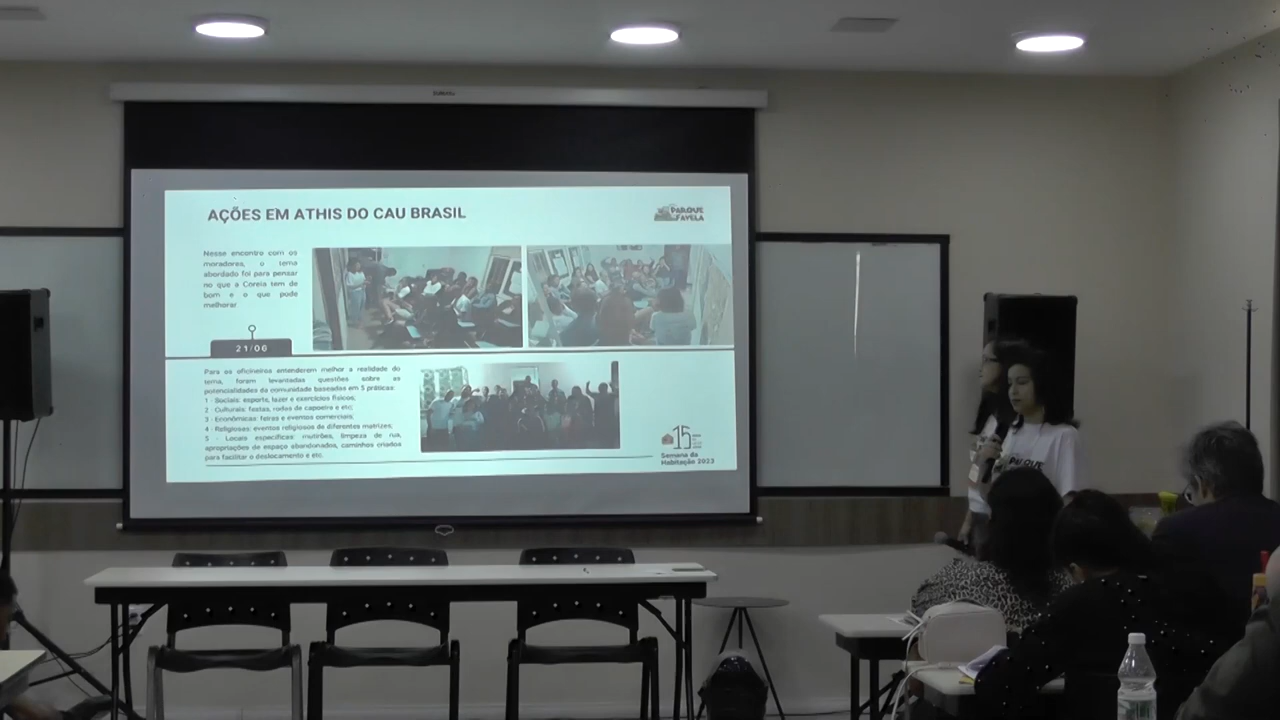 AÇÕES EM ATHIS DO CAU BRASIL
PARQUE
FAVELA
Nesse encontro com os
moradores, o tema
abordado foi para pensar
no que a Coreia tem de
bom e o que pode
melhorar
21/06
Para os oficineiros entenderem melhor a realidade do
tema, foram levantadas questões sobre as
potencialidades da comunidade baseadas em 5 práticas:
1 - Sociais: esporte, lazer e exercícios físicos;
2 - Culturais: festas, rodas de capoeira e etc;
3 - Econômicas: feiras e eventos comerciais;
4 - Religiosas: eventos religiosos de diferentes matrizes;
5 - Locais específicas: mutirões, limpeza de rua,
apropriações de espaço abandonados, caminhos criados
para facilitar o deslocamento e etc.
15
Semana da
Habitação 2023
PARQUE